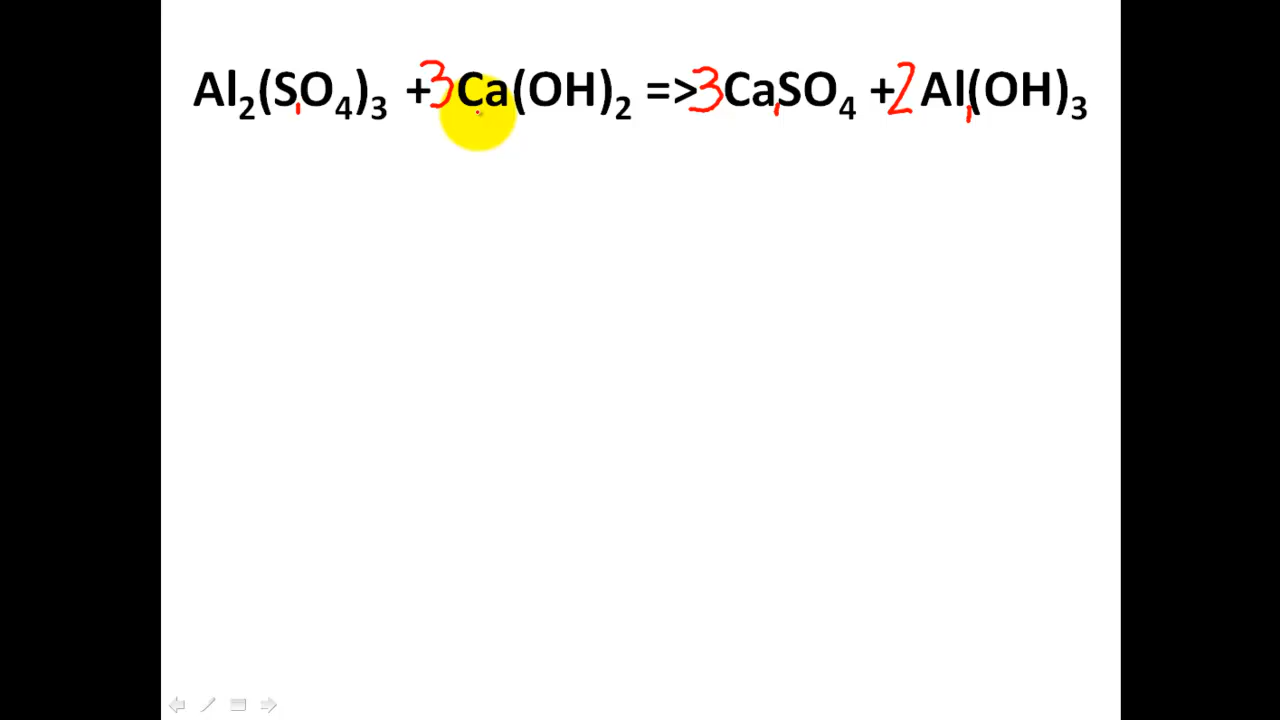 Al₂(SO₄)₃ +3Ca(OH)₂ =>3CaSO₄ +2Al(OH)₃